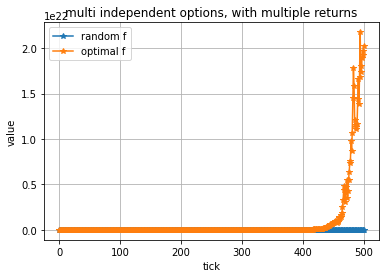 1e22
multi independent options, with multiple returns
random f
optimal f
2.0
1.5
1.0
0.5
0.0
value
0
100
200
300
400
500
tick